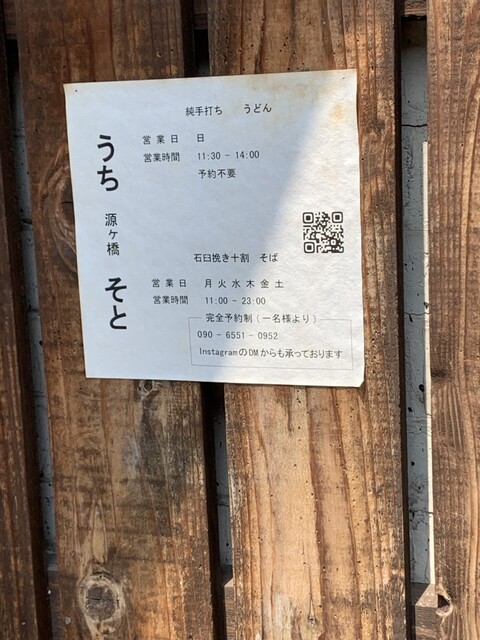 純手打ち うどん
営業日 日
営業時間 11:30 - 14:00
予約不要
うち 源ヶ橋 そと
石臼挽き十割 そば
営業日 月火水木金土
営業時間 11:00 - 23:00
完全予約制(一名様より)
090 - 6551 - 0952
InstagramのDMからも承っております